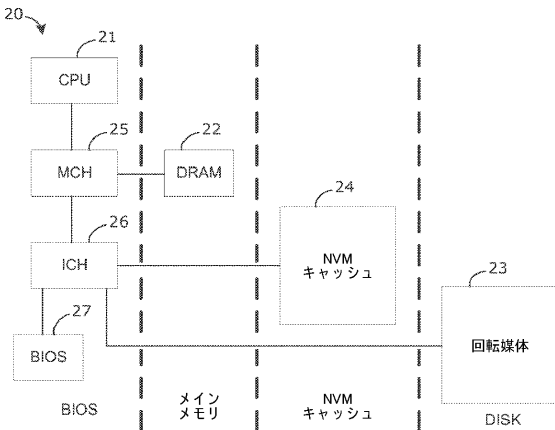 20
21
CPU
25
MCH
22
DRAM
26
ICH
24
NVM
キャッシュ
23
回転媒体
27
BIOS
BIOS
メイン
メモリ
NVM
キャッシュ
DISK